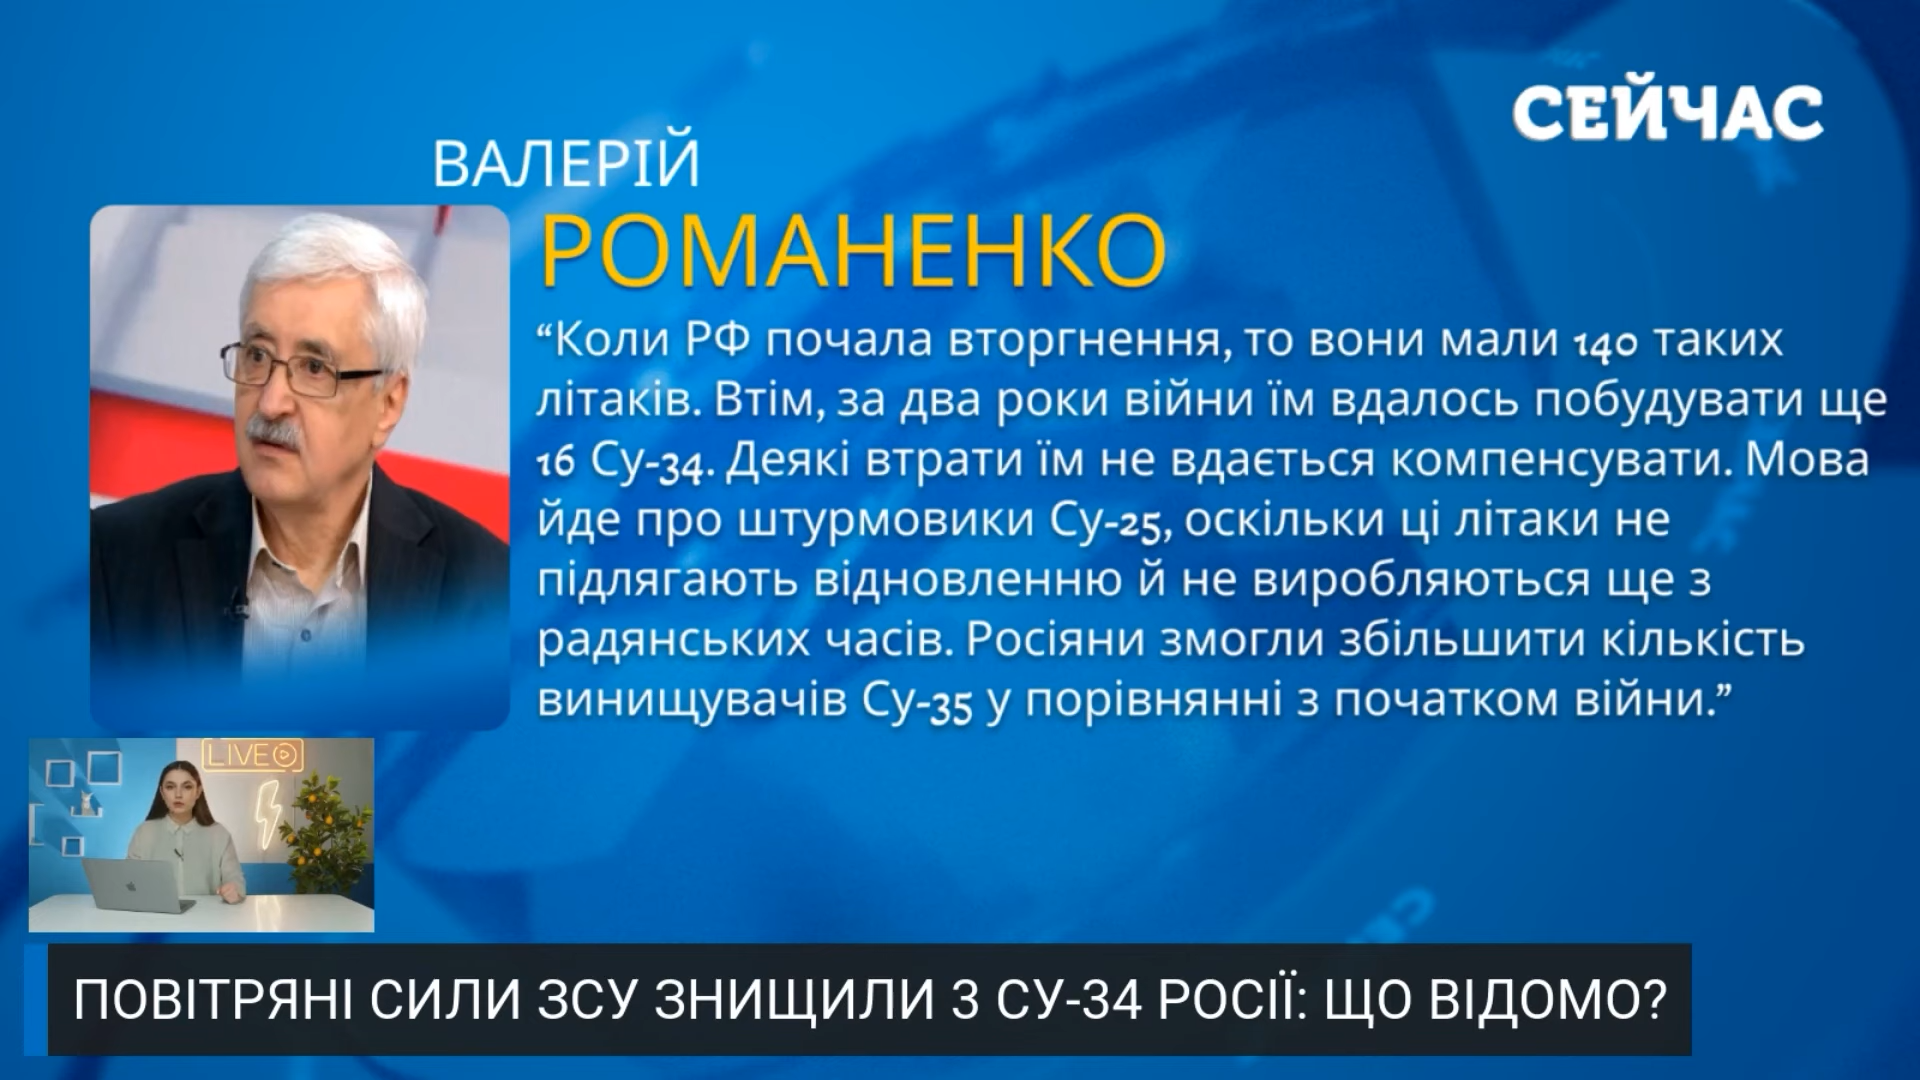 СЕЙЧАС
ВАЛЕРІЙ
РОМАНЕНКО
“Коли РФ почала вторгнення, то вони мали 140 таких
літаків. Втім, за два роки війни їм вдалось побудувати ще
16 Су-34. Деякі втрати їм не вдається компенсувати. Мова
йде про штурмовики Су-25, оскільки ці літаки не
підлягають відновленню й не виробляються ще з
радянських часів. Росіяни змогли збільшити кількість
винищувачів Су-35 у порівнянні з початком війни.”
LIVE
ПОВІТРЯНІ СИЛИ ЗСУ ЗНИЩИЛИ 3 СУ-34 РОСІЇ: ЩО ВІДОМО?